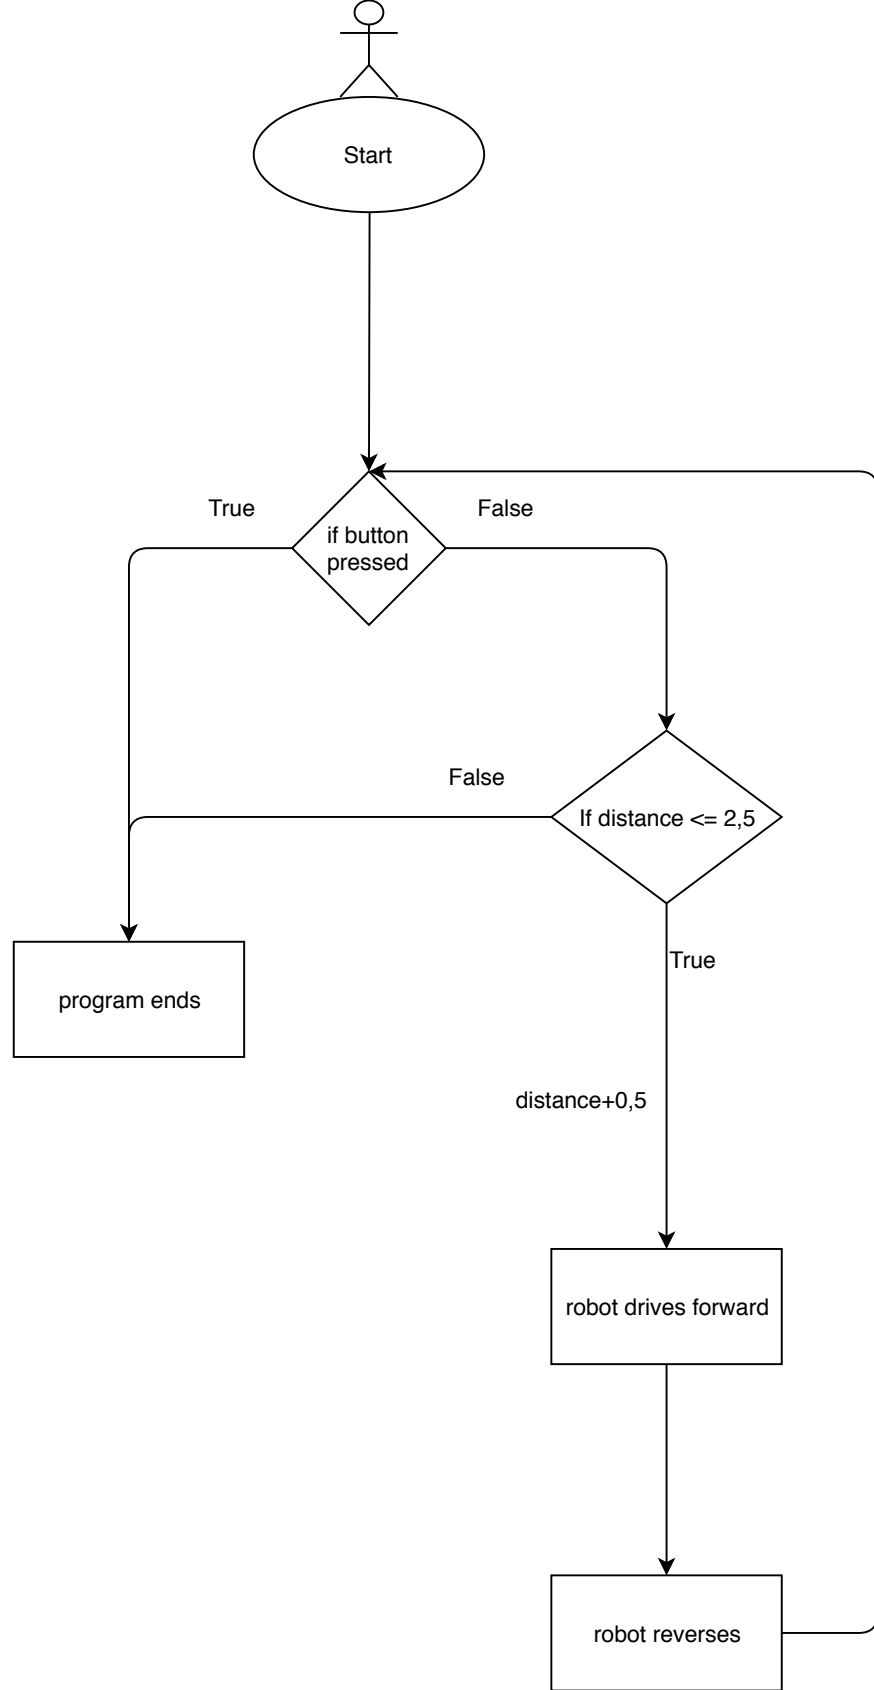 Start
True
False
if button
pressed
False
If distance <= 2,5
True
program ends
distance+0,5
robot drives forward
robot reverses